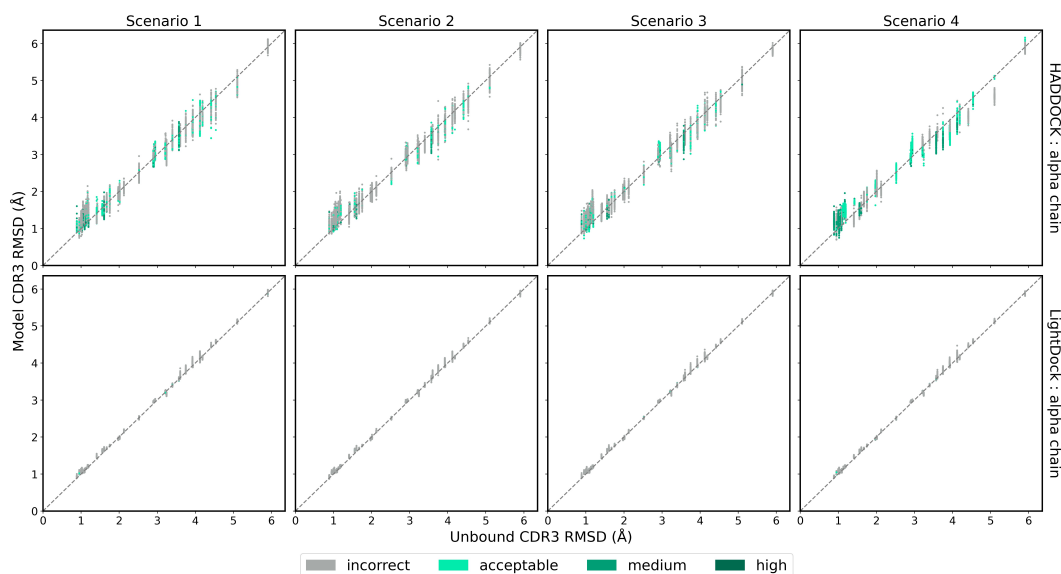 Scenario 1 Scenario 2 Scenario 3 Scenario 4
6
5
4
3
2
1
0
HADDOCK : alpha chain
Model CDR3 RMSD (Å)
6
5
4
3
2
1
0
LightDock : alpha chain
0 1 2 3 4 5 6 0 1 2 3 4 5 6 0 1 2 3 4 5 6 0 1 2 3 4 5 6
Unbound CDR3 RMSD (Å)
incorrect acceptable medium high